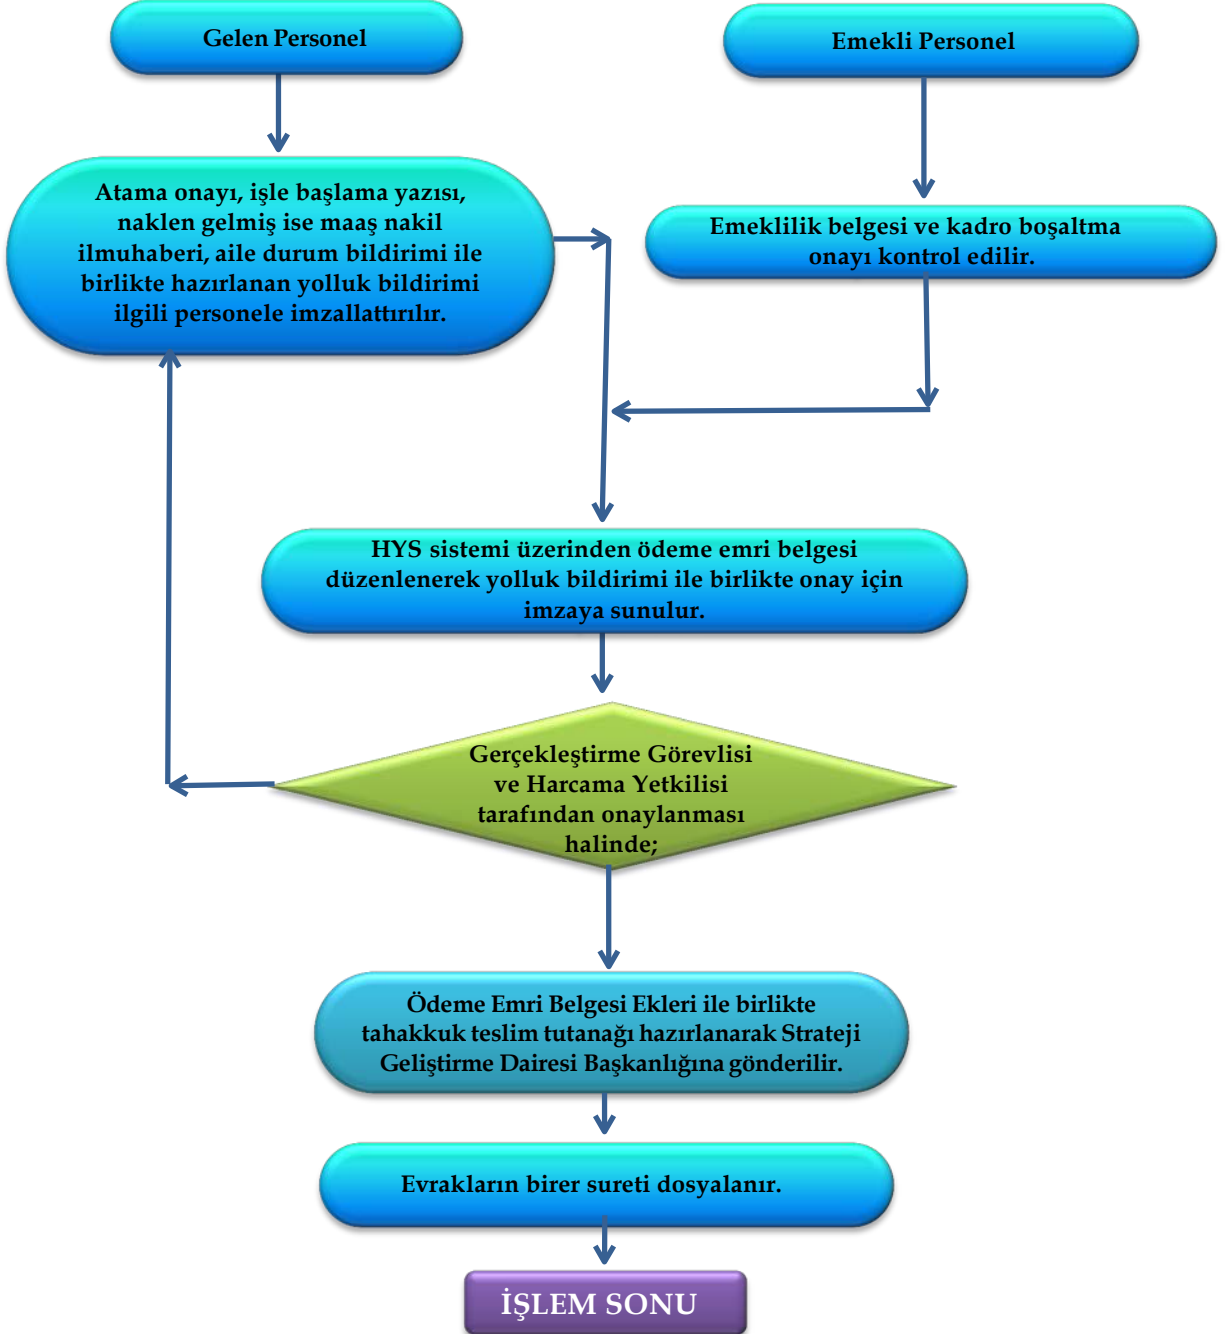 Gelen Personel
Emekli Personel
Atama onayı, işle başlama yazısı,
naklen gelmiş ise maaş nakil
ilmuhaberi, aile durum bildirimi ile
birlikte hazırlanan yolluk bildirimi
ilgili personele imzallattırılır.
Emeklilik belgesi ve kadro boşaltma
onayı kontrol edilir.
HYS sistemi üzerinden ödeme emri belgesi
düzenlenerek yolluk bildirimi ile birlikte onay için
imzaya sunulur.
Gerçekleştirme Görevlisi
ve Harcama Yetkilisi
tarafından onaylanması
halinde;
Ödeme Emri Belgesi Ekleri ile birlikte
tahakkuk teslim tutanağı hazırlanarak Strateji
Geliştirme Dairesi Başkanlığına gönderilir.
Evrakların birer sureti dosyalanır.
İŞLEM SONU